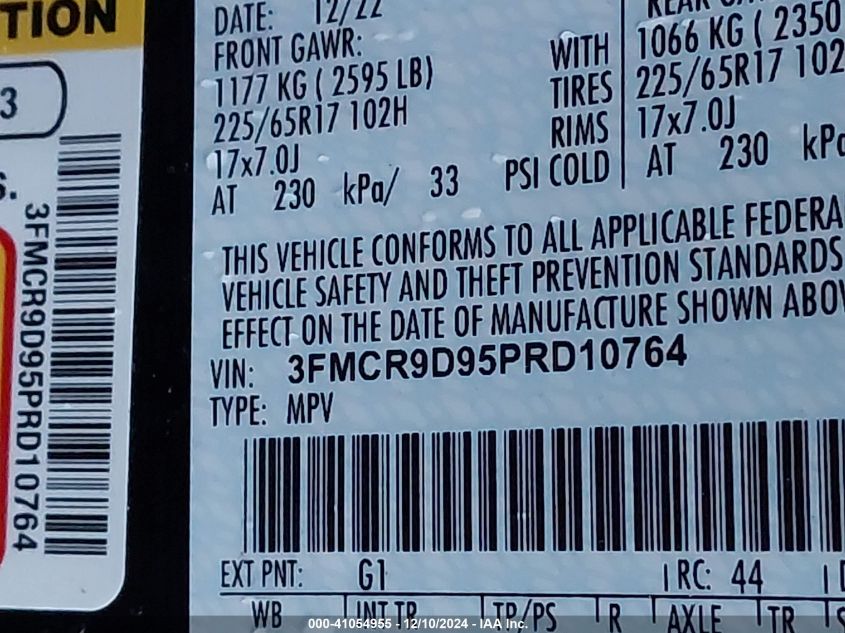 TION
3
S.
3FMCR9D95PRD10764
DATE: 12/22
FRONT GAWR:
1177 KG ( 2595 LB)
225/65R17 102H
17x7.0J
AT 230 kPa/ 33 PSI COLD
WITH
TIRES
RIMS
REAR
1066 KG ( 2350
225/65R17 102
17x7.0J
AT 230 kPa
THIS VEHICLE CONFORMS TO ALL APPLICABLE FEDERA
VEHICLE SAFETY AND THEFT PREVENTION STANDARDS
EFFECT ON THE DATE OF MANUFACTURE SHOWN ABOV
VIN: 3FMCR9D95PRD10764
TYPE: MPV
EXT PNT: G1 RC: 44
WB INT TR TP/PS R AXLE TR S
000-41054955 - 12/10/2024 - IAA Inc.